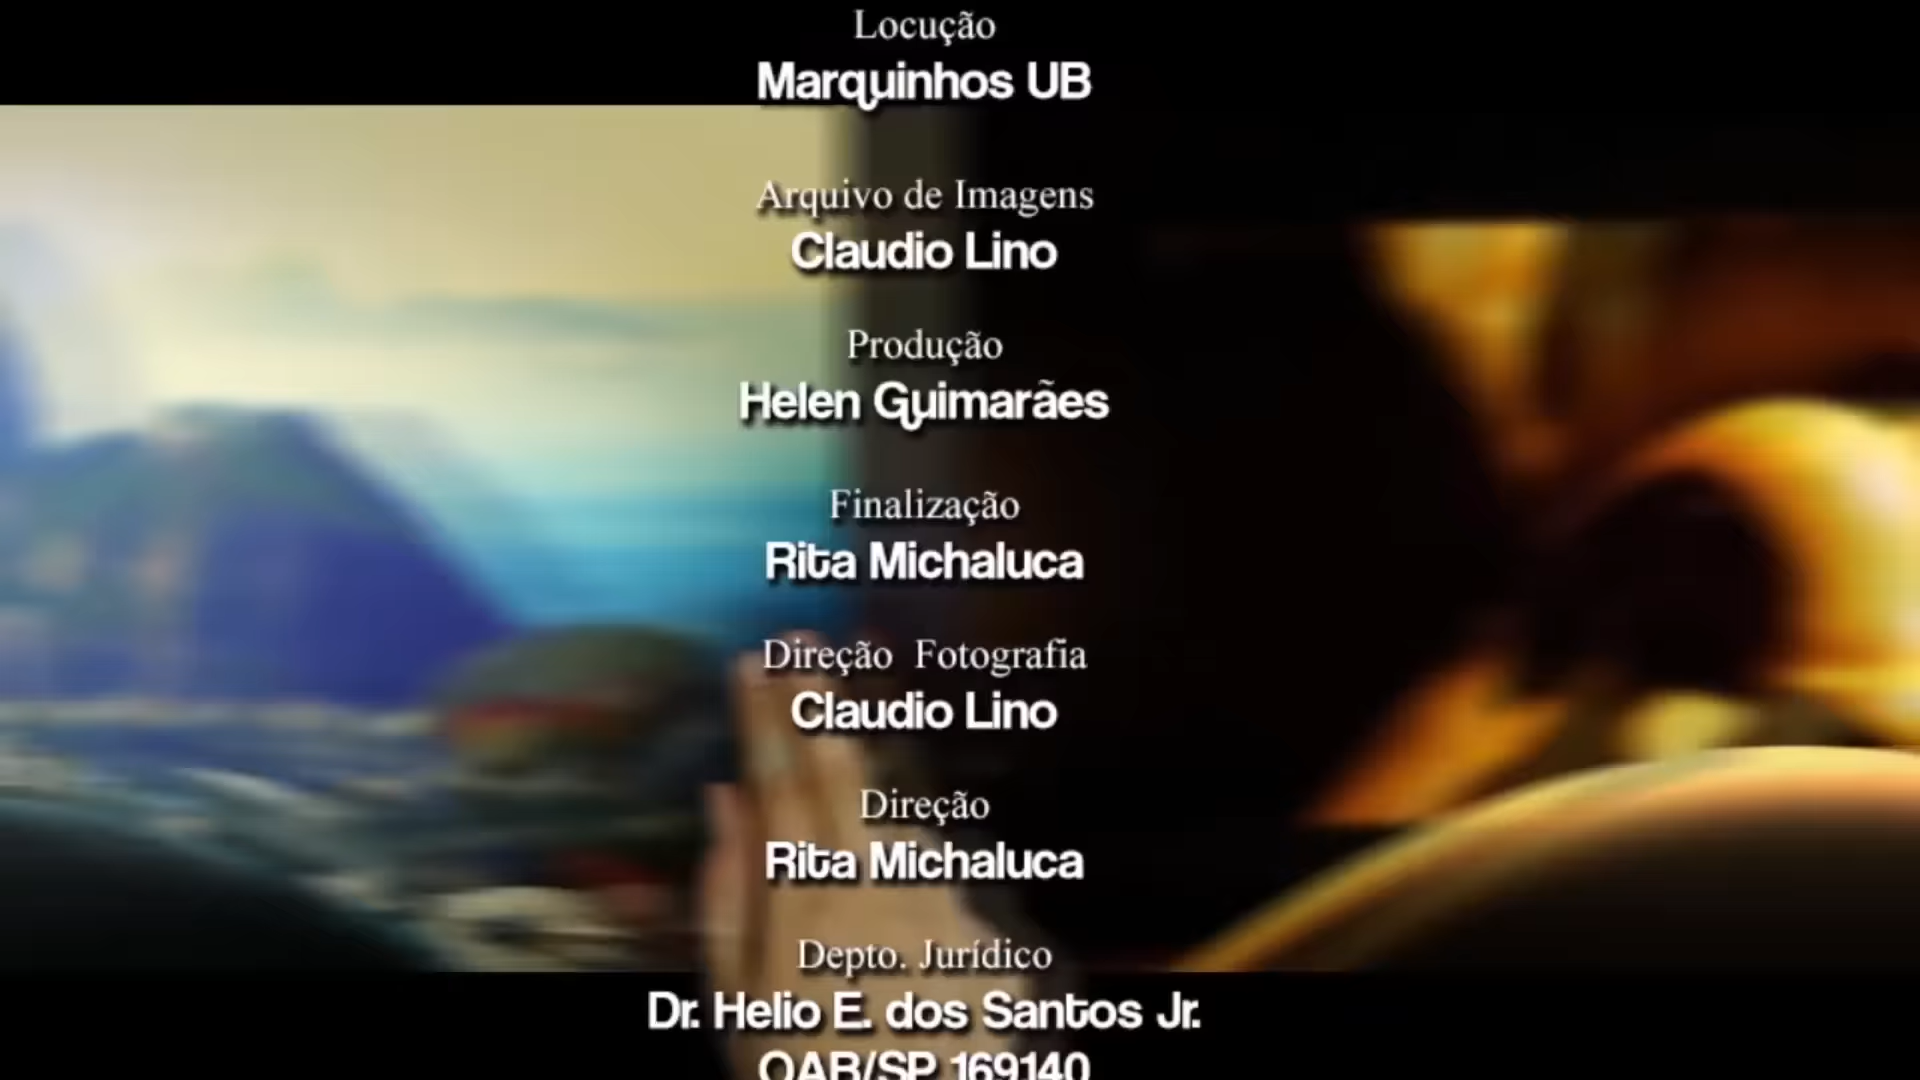 Locução
Marquinhos UB
Arquivo de Imagens
Claudio Lino
Produção
Helen Guimarães
Finalização
Rita Michaluca
Direção  Fotografia
Claudio Lino
Direção
Rita Michaluca
Depto. Jurídico
Dr. Helio E. dos Santos Jr.
OAB/SP 169140